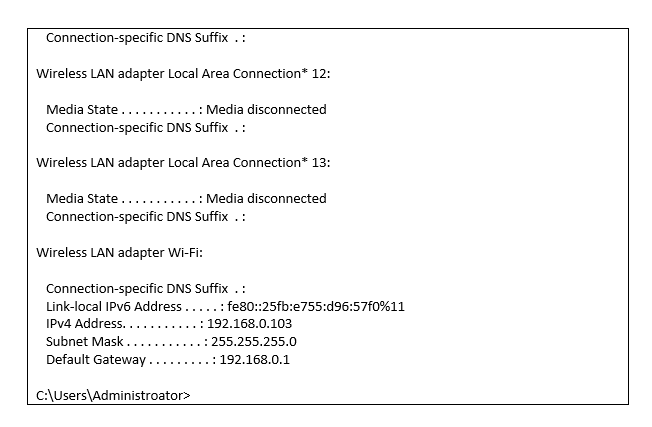 Connection-specific DNS Suffix  . :
Wireless LAN adapter Local Area Connection* 12:
Media State . . . . . . . . . . . : Media disconnected
Connection-specific DNS Suffix  . :
Wireless LAN adapter Local Area Connection* 13:
Media State . . . . . . . . . . . : Media disconnected
Connection-specific DNS Suffix  . :
Wireless LAN adapter Wi-Fi:
Connection-specific DNS Suffix  . :
Link-local IPv6 Address . . . . . : fe80::25fb:e755:d96:57f0%11
IPv4 Address. . . . . . . . . . . : 192.168.0.103
Subnet Mask . . . . . . . . . . . : 255.255.255.0
Default Gateway . . . . . . . . . : 192.168.0.1
C:\Users\Administroator>